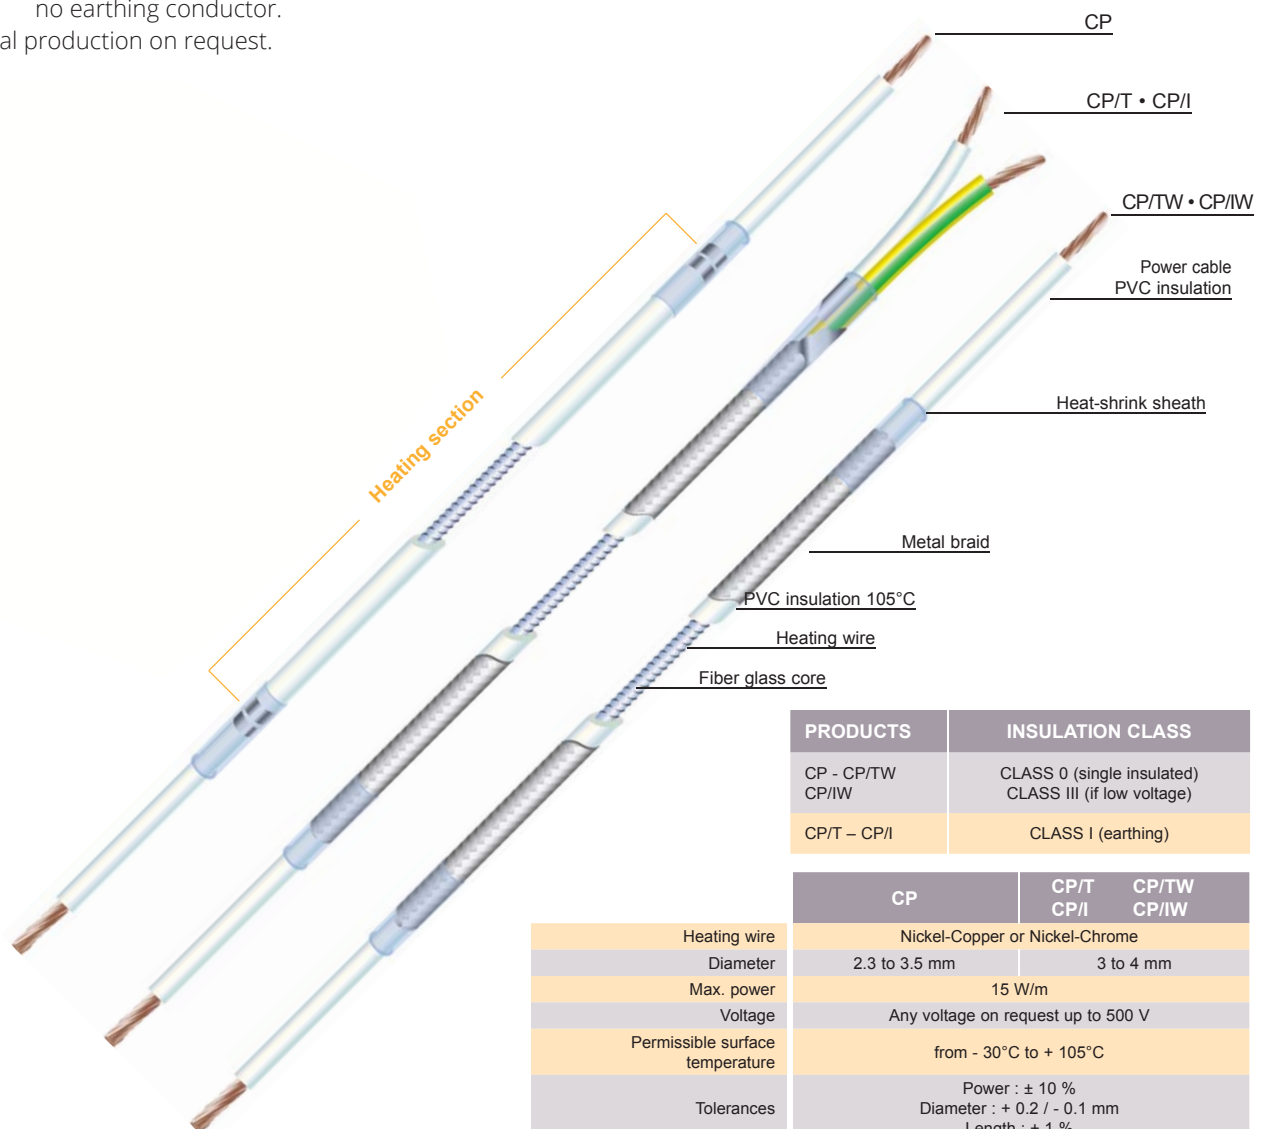 no earthing conductor.
al production on request.
CP
CP/T • CP/I
CP/TW • CP/IW
Power cable
PVC insulation
Heat-shrink sheath
Heating section
Metal braid
PVC insulation 105°C
Heating wire
Fiber glass core
PRODUCTS INSULATION CLASS
CP - CP/TW CLASS 0 (single insulated)
CP/IW CLASS III (if low voltage)
CP/T – CP/I CLASS I (earthing)
CP CP/T CP/TW
CP/I CP/IW
Heating wire Nickel-Copper or Nickel-Chrome
Diameter 2.3 to 3.5 mm 3 to 4 mm
Max. power 15 W/m
Voltage Any voltage on request up to 500 V
Permissible surface
temperature from - 30°C to + 105°C
Power : ± 10 %
Tolerances Diameter : + 0.2 / - 0.1 mm
Length : ± 1 %